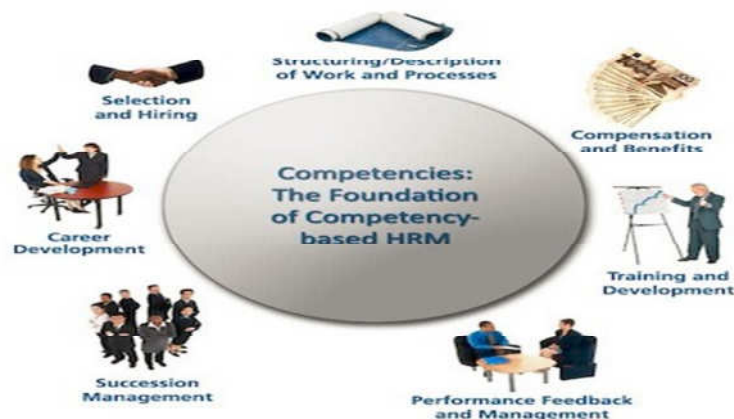 Structuring/Description
of Work and Processes
Selection
and Hiring
Compensation
and Benefits
Competencies:
The Foundation
of Competency-
based HRM
Career
Development
Training and
Development
Succession
Management
Performance Feedback
and Management